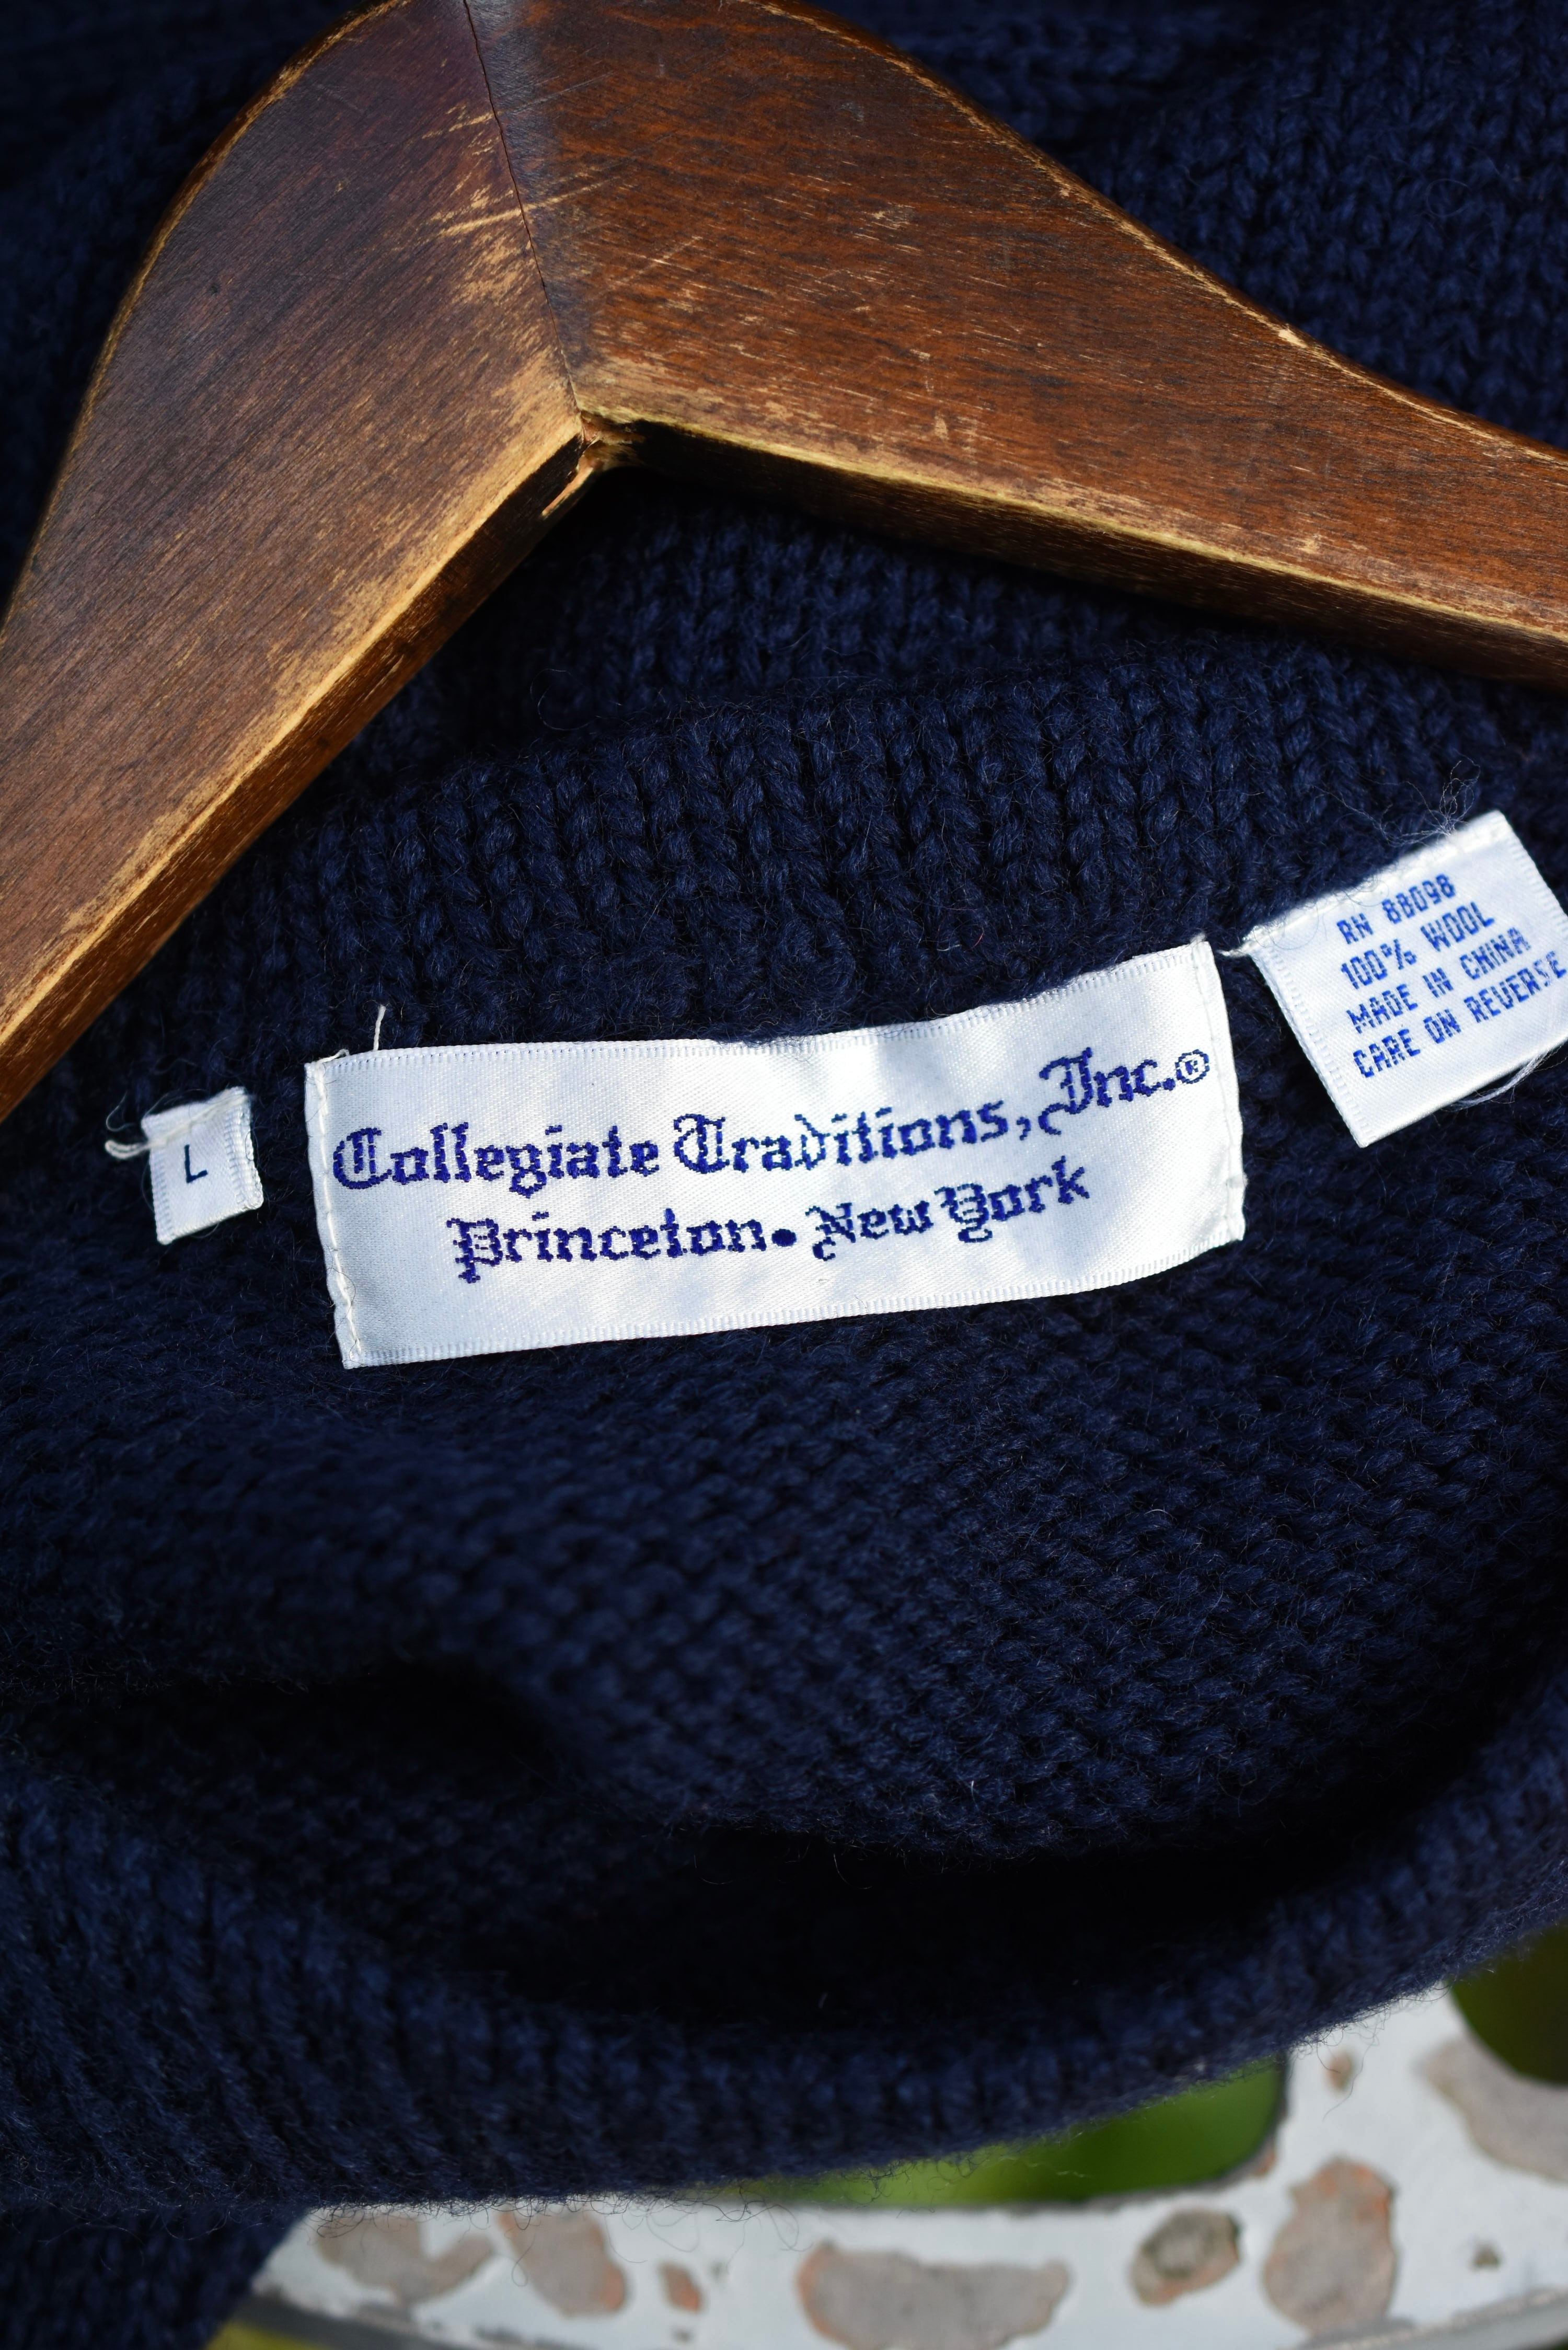 L
Collegiate Traditions, Inc.®
Princeton • New York
RN 88098
100% WOOL
MADE IN CHINA
CARE ON REVERSE